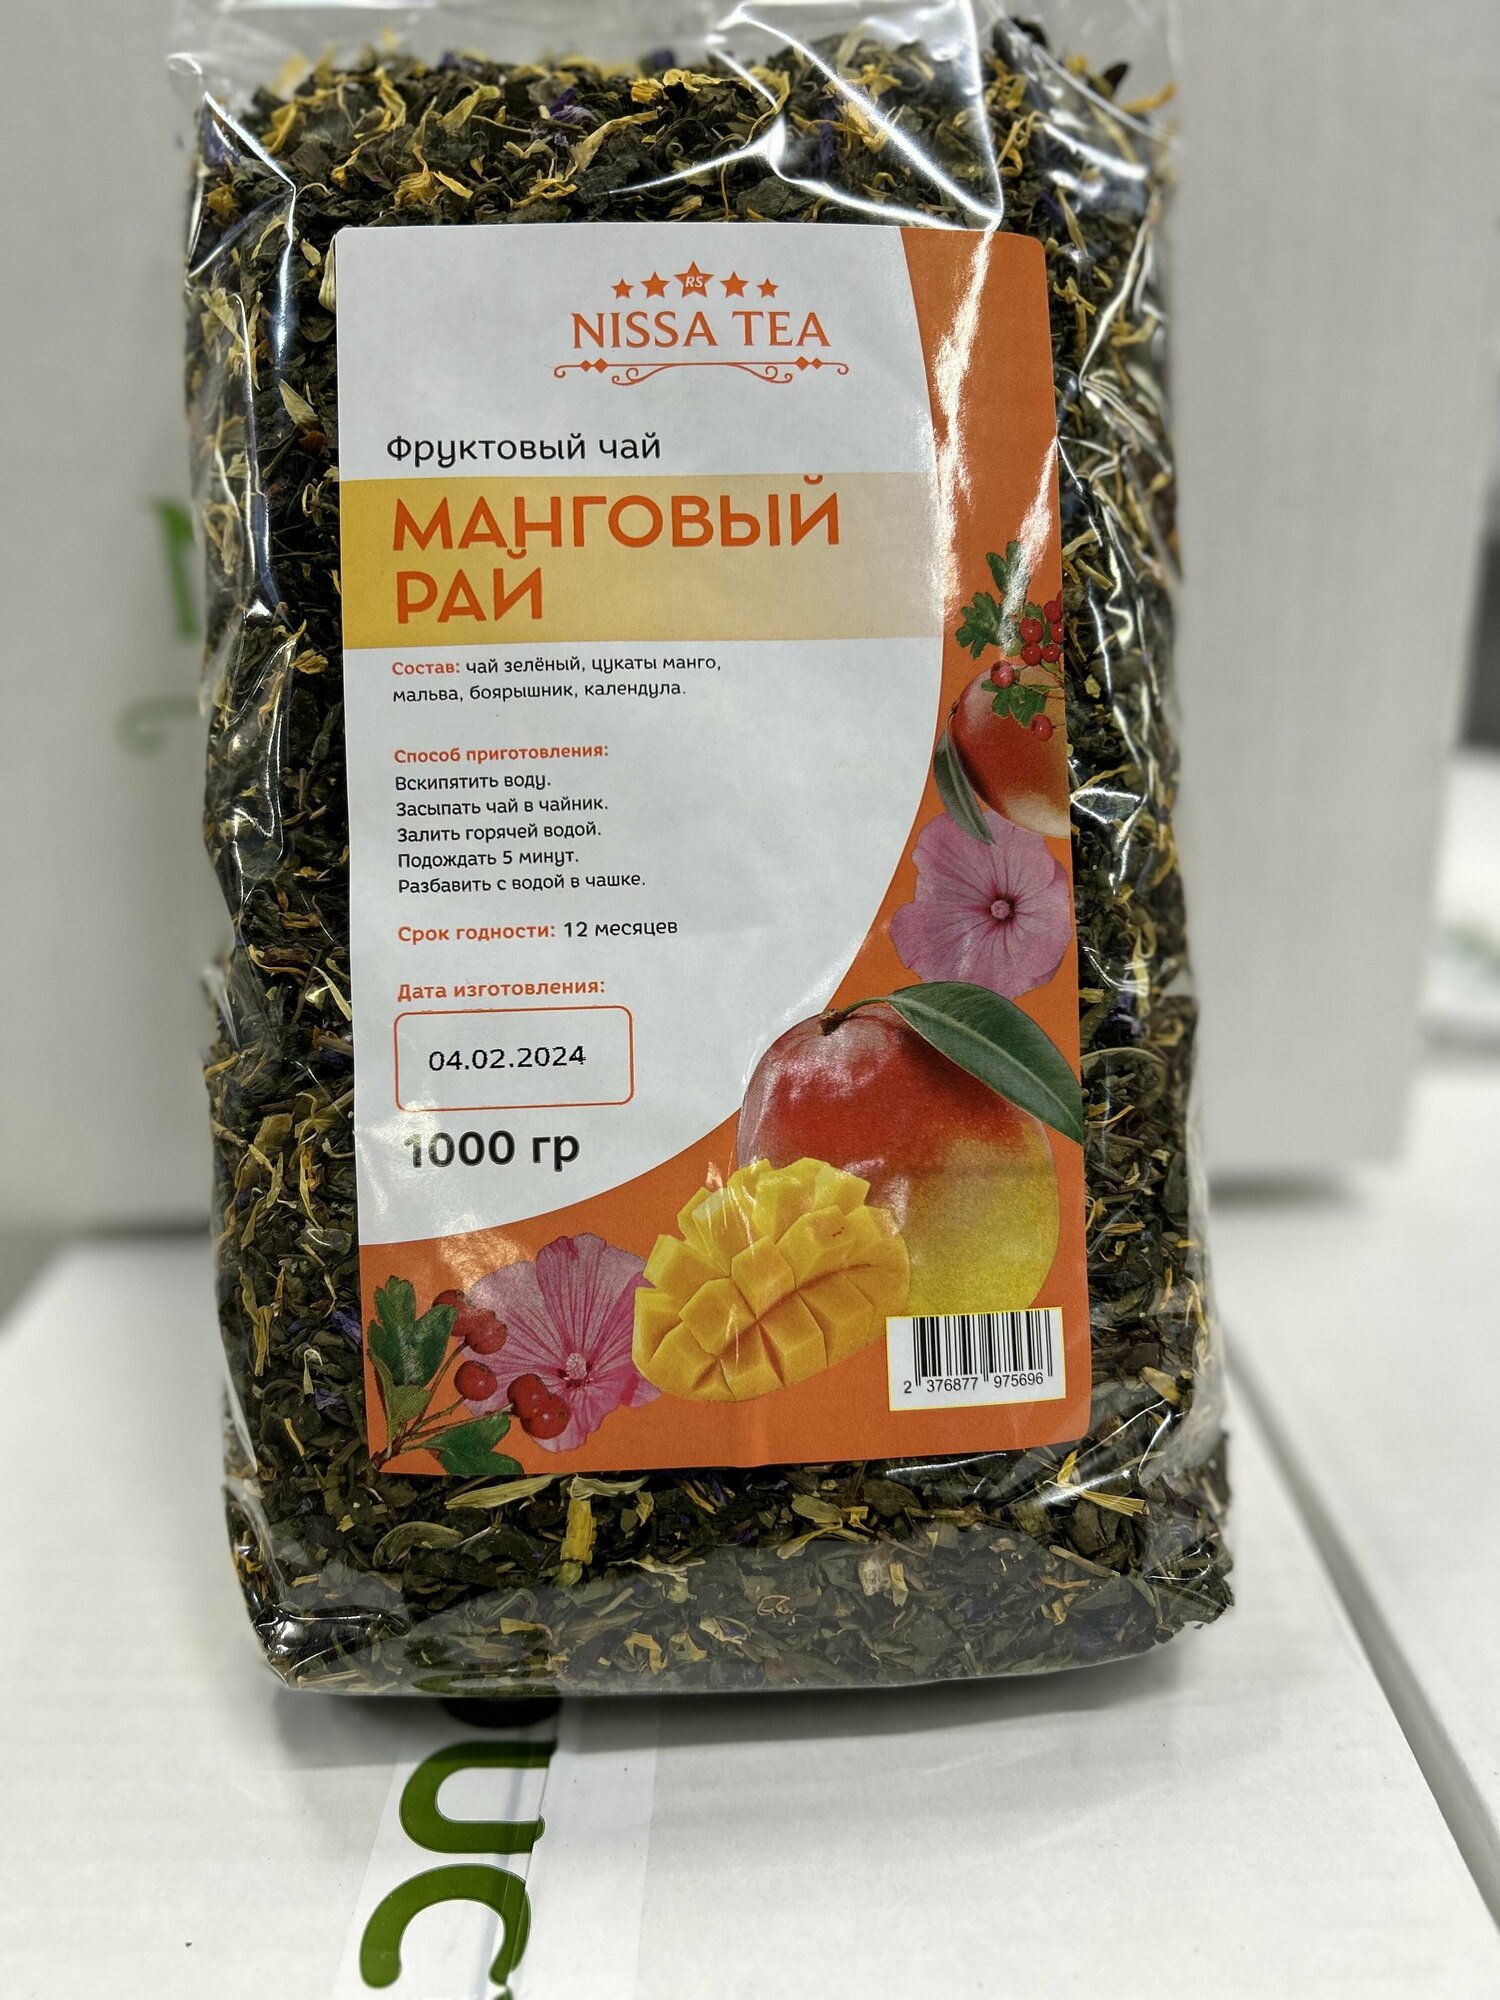 RS
NISSA TEA
Фруктовый чай
МАНГОВЫЙ
РАЙ
Состав: чай зелёный, цукаты манго,
мальва, боярышник, календула.
Способ приготовления:
Вскипятить воду.
Засыпать чай в чайник.
Залить горячей водой.
Подождать 5 минут.
Разбавить с водой в чашке.
Срок годности: 12 месяцев
Дата изготовления:
04.02.2024
1000 гр
2 376877 975696